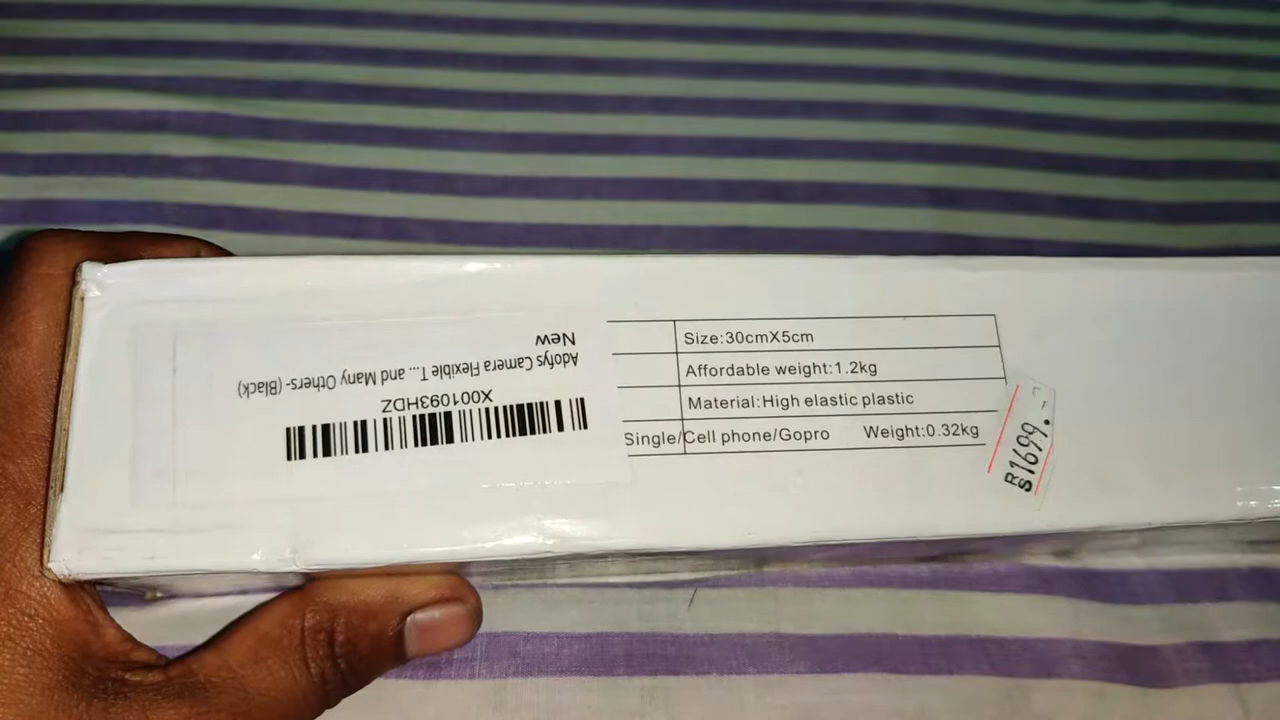 New
Adofys Camera Flexible T... and Many Others- (Black)
X001093HDZ
Size:30cmX5cm
Affordable weight:1.2kg
Material:High elastic plastic
Single/Cell phone/Gopro Weight:0.32kg
Rs1699.-